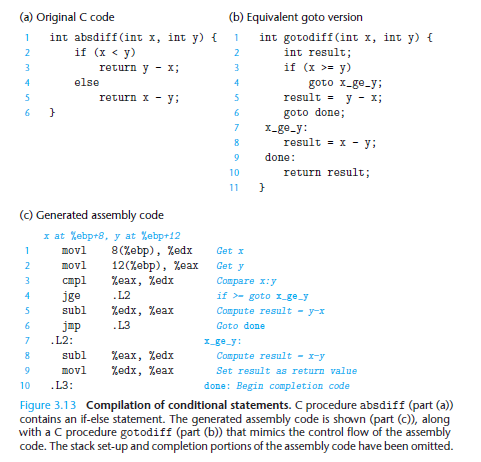 (a) Original C code
1 int absdiff(int x, int y) {
2 if (x < y)
3 return y - x;
4 else
5 return x - y;
6 }
(b) Equivalent goto version
1 int gotodiff(int x, int y) {
2 int result;
3 if (x >= y)
4 goto x_ge_y;
5 result = y - x;
6 goto done;
7 x_ge_y:
8 result = x - y;
9 done:
10 return result;
11 }
(c) Generated assembly code
x at %ebp+8, y at %ebp+12
1 movl 8(%ebp), %edx Get x
2 movl 12(%ebp), %eax Get y
3 cmpl %eax, %edx Compare x:y
4 jge .L2 if >= goto x_ge_y
5 subl %edx, %eax Compute result = y-x
6 jmp .L3 Goto done
7 .L2: x_ge_y:
8 subl %eax, %edx Compute result = x-y
9 movl %edx, %eax Set result as return value
10 .L3: done: Begin completion code
Figure 3.13 Compilation of conditional statements. C procedure absdiff (part (a))
contains an if-else statement. The generated assembly code is shown (part (c)), along
with a C procedure gotodiff (part (b)) that mimics the control flow of the assembly
code. The stack set-up and completion portions of the assembly code have been omitted.